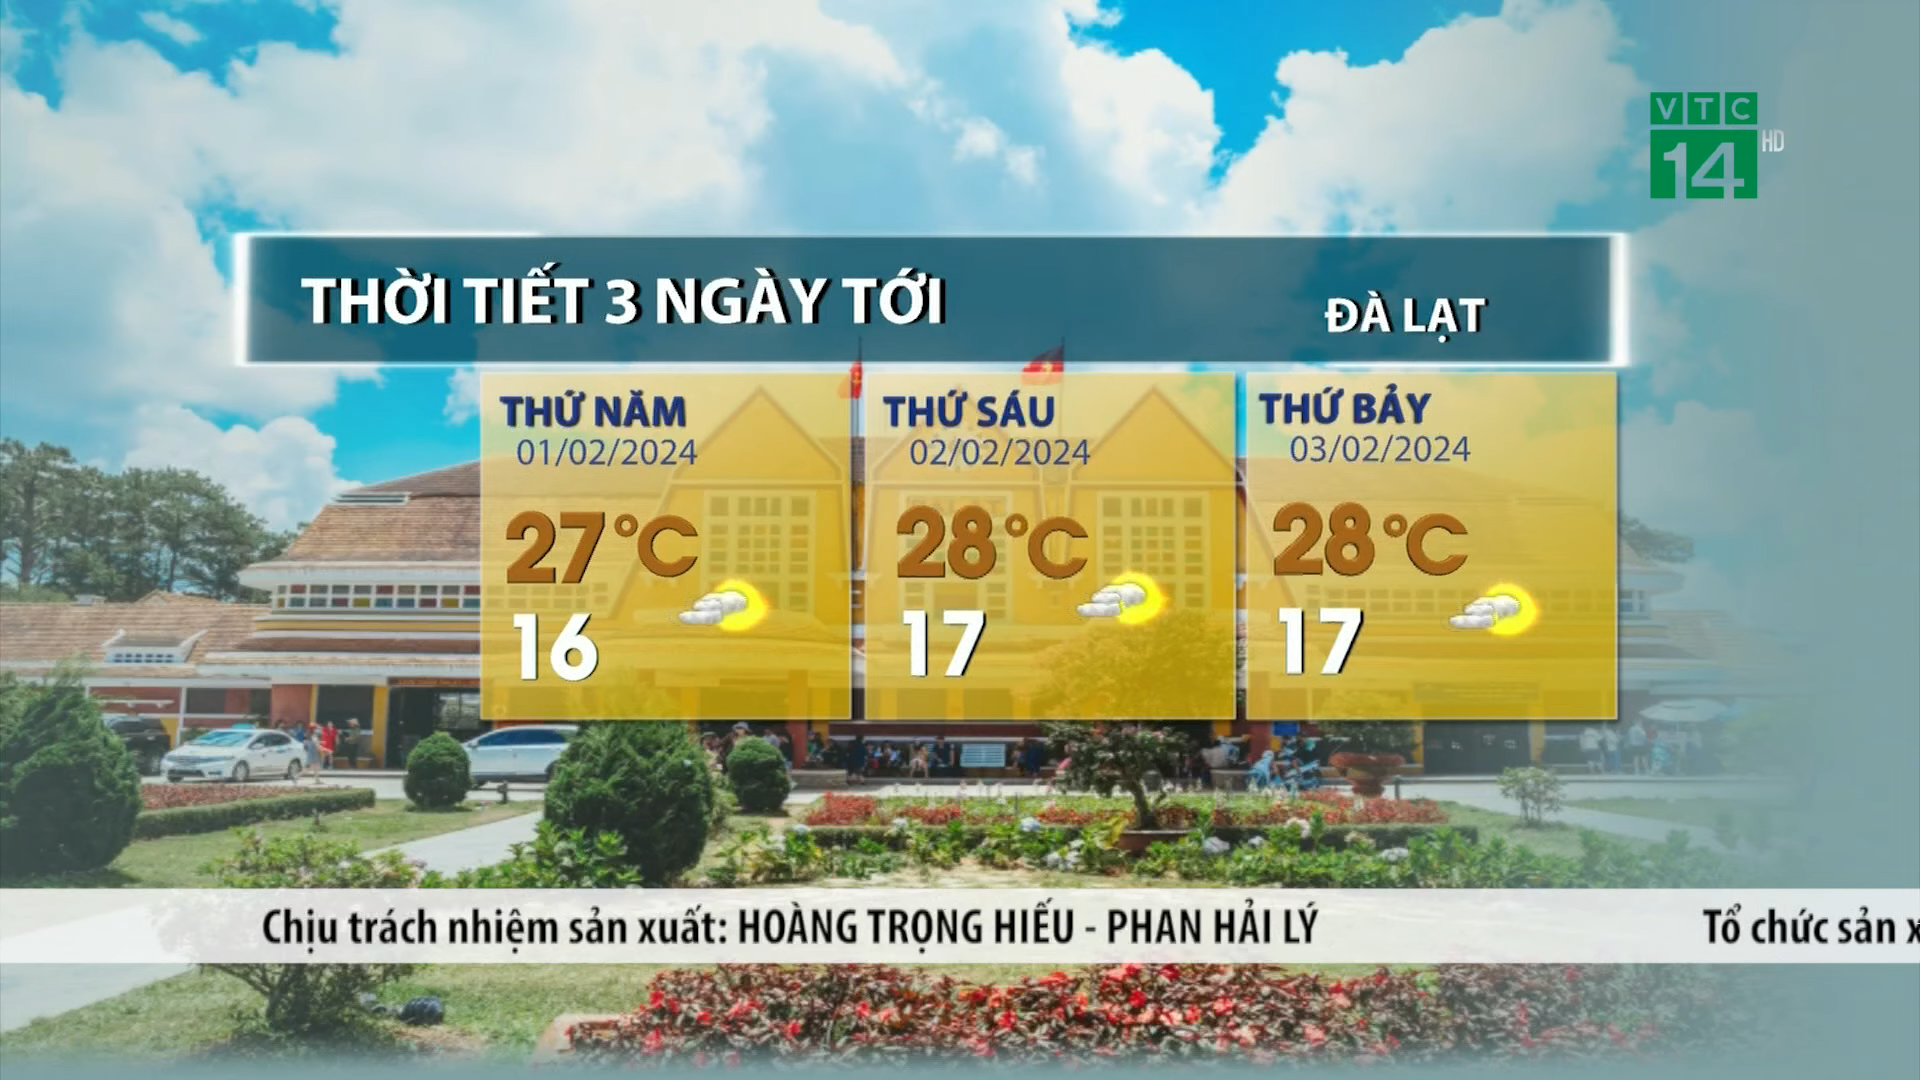 VTC
14 HD
THỜI TIẾT 3 NGÀY TỚI
ĐÀ LẠT
THỨ NĂM
01/02/2024
27°C
16
THỨ SÁU
02/02/2024
28°C
17
THỨ BẢY
03/02/2024
28°C
17
Chịu trách nhiệm sản xuất: HOÀNG TRỌNG HIẾU - PHAN HẢI LÝ
Tổ chức sản x